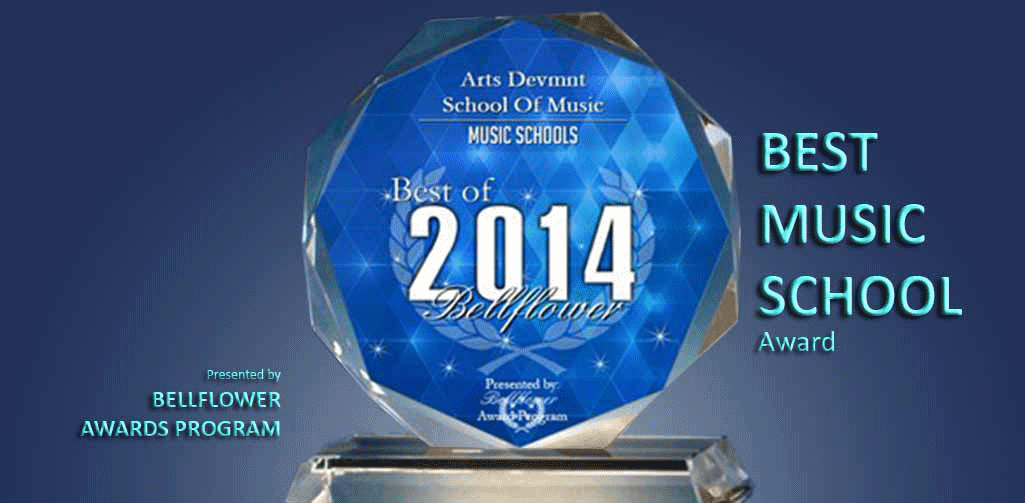 Arts Devmnt
School Of Music
MUSIC SCHOOLS
Best of
2014
Bellflower
Presented by:
Bellflower
Award Program
BEST
MUSIC
SCHOOL
Award
Presented by
BELLFLOWER
AWARDS PROGRAM